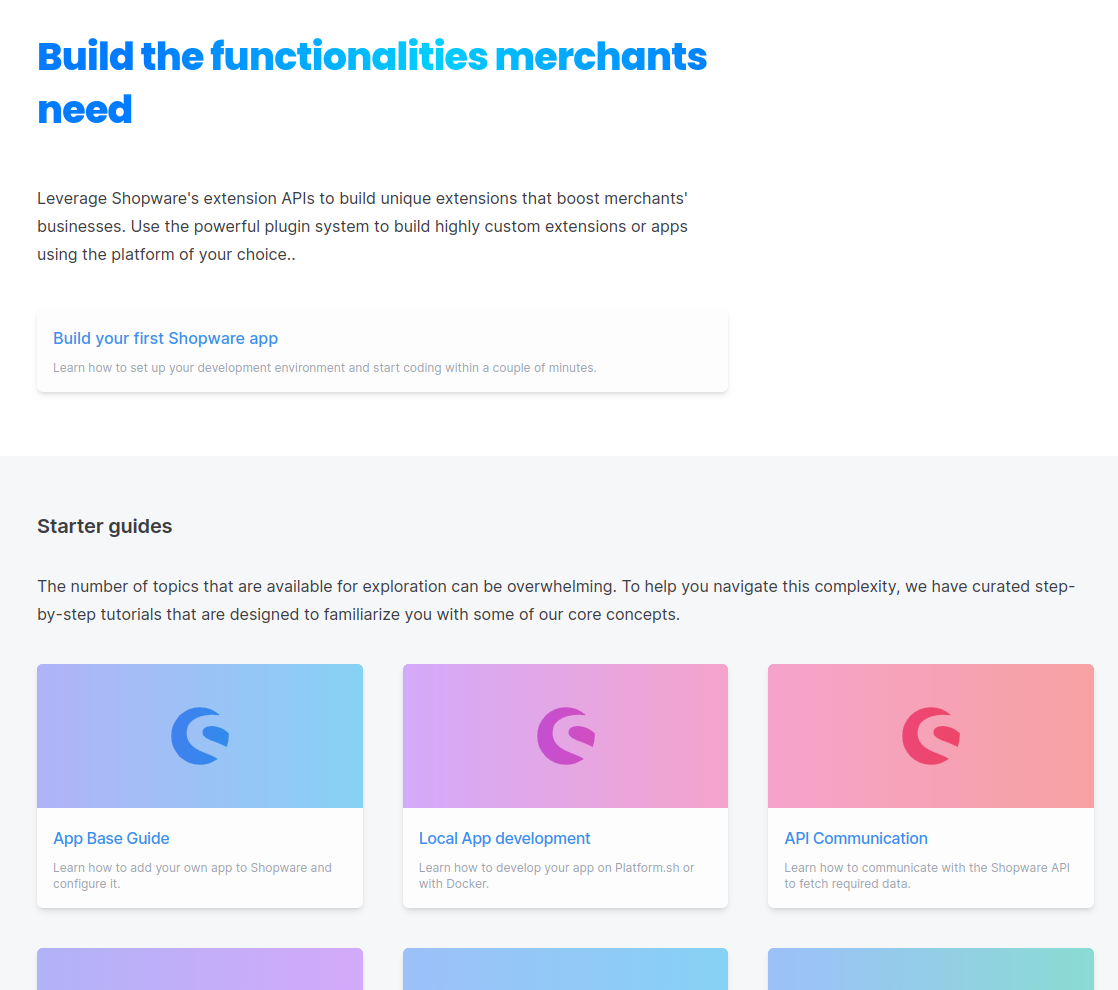 Build the functionalities merchants
need
Leverage Shopware's extension APIs to build unique extensions that boost merchants'
businesses. Use the powerful plugin system to build highly custom extensions or apps
using the platform of your choice..
Build your first Shopware app
Learn how to set up your development environment and start coding within a couple of minutes.
Starter guides
The number of topics that are available for exploration can be overwhelming. To help you navigate this complexity, we have curated step-
by-step tutorials that are designed to familiarize you with some of our core concepts.
App Base Guide
Learn how to add your own app to Shopware and
configure it.
Local App development
Learn how to develop your app on Platform.sh or
with Docker.
API Communication
Learn how to communicate with the Shopware API
to fetch required data.